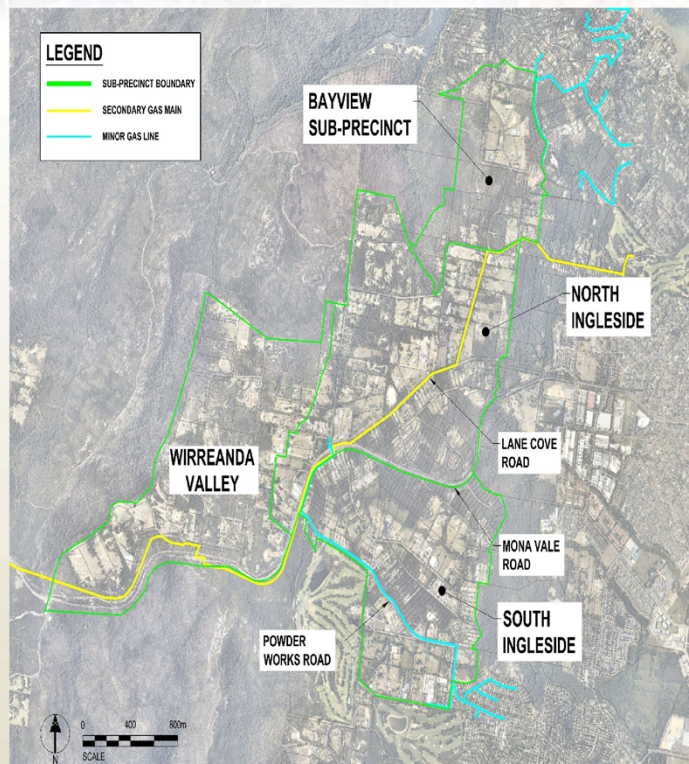 LEGEND
SUB-PRECINCT BOUNDARY
SECONDARY GAS MAIN
MINOR GAS LINE
BAYVIEW
SUB-PRECINCT
NORTH
INGLESIDE
LANE COVE
ROAD
WIRREANDA
VALLEY
MONA VALE
ROAD
SOUTH
INGLESIDE
POWDER
WORKS ROAD
N
0 400 800m
SCALE